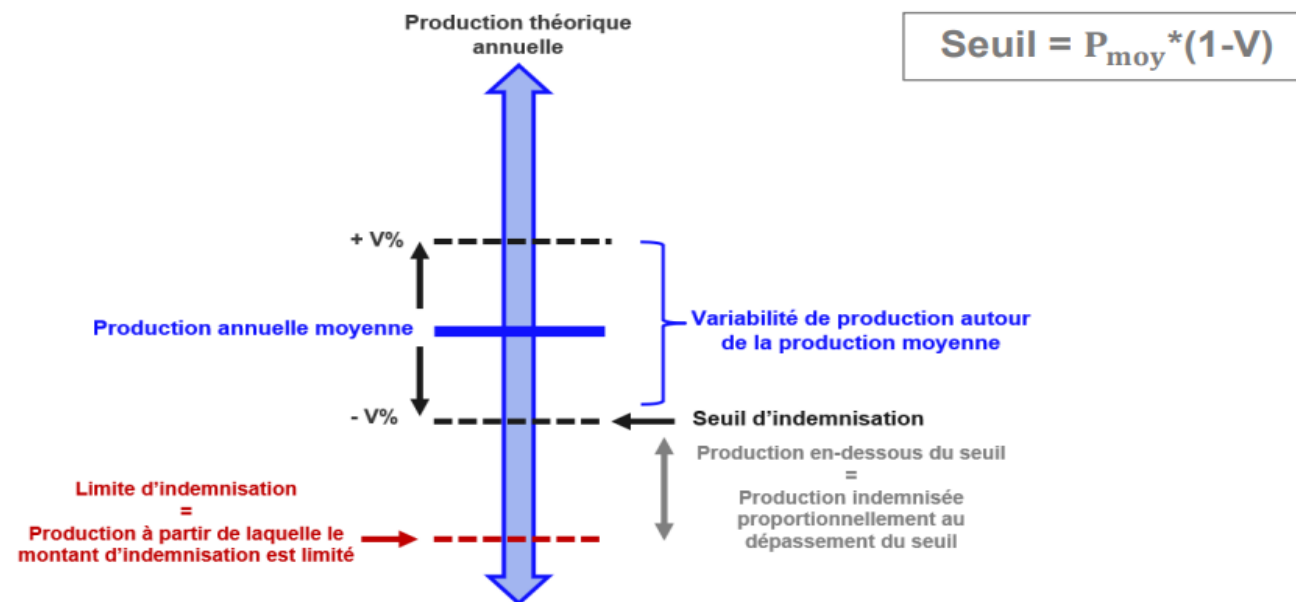 Production théorique
annuelle
Seuil = Pmoy*(1-V)
+ V%
Production annuelle moyenne
Variabilité de production autour
de la production moyenne
- V%
Seuil d'indemnisation
Production en-dessous du seuil
=
Production indemnisée
proportionnellement au
dépassement du seuil
Limite d'indemnisation
=
Production à partir de laquelle le
montant d'indemnisation est limité